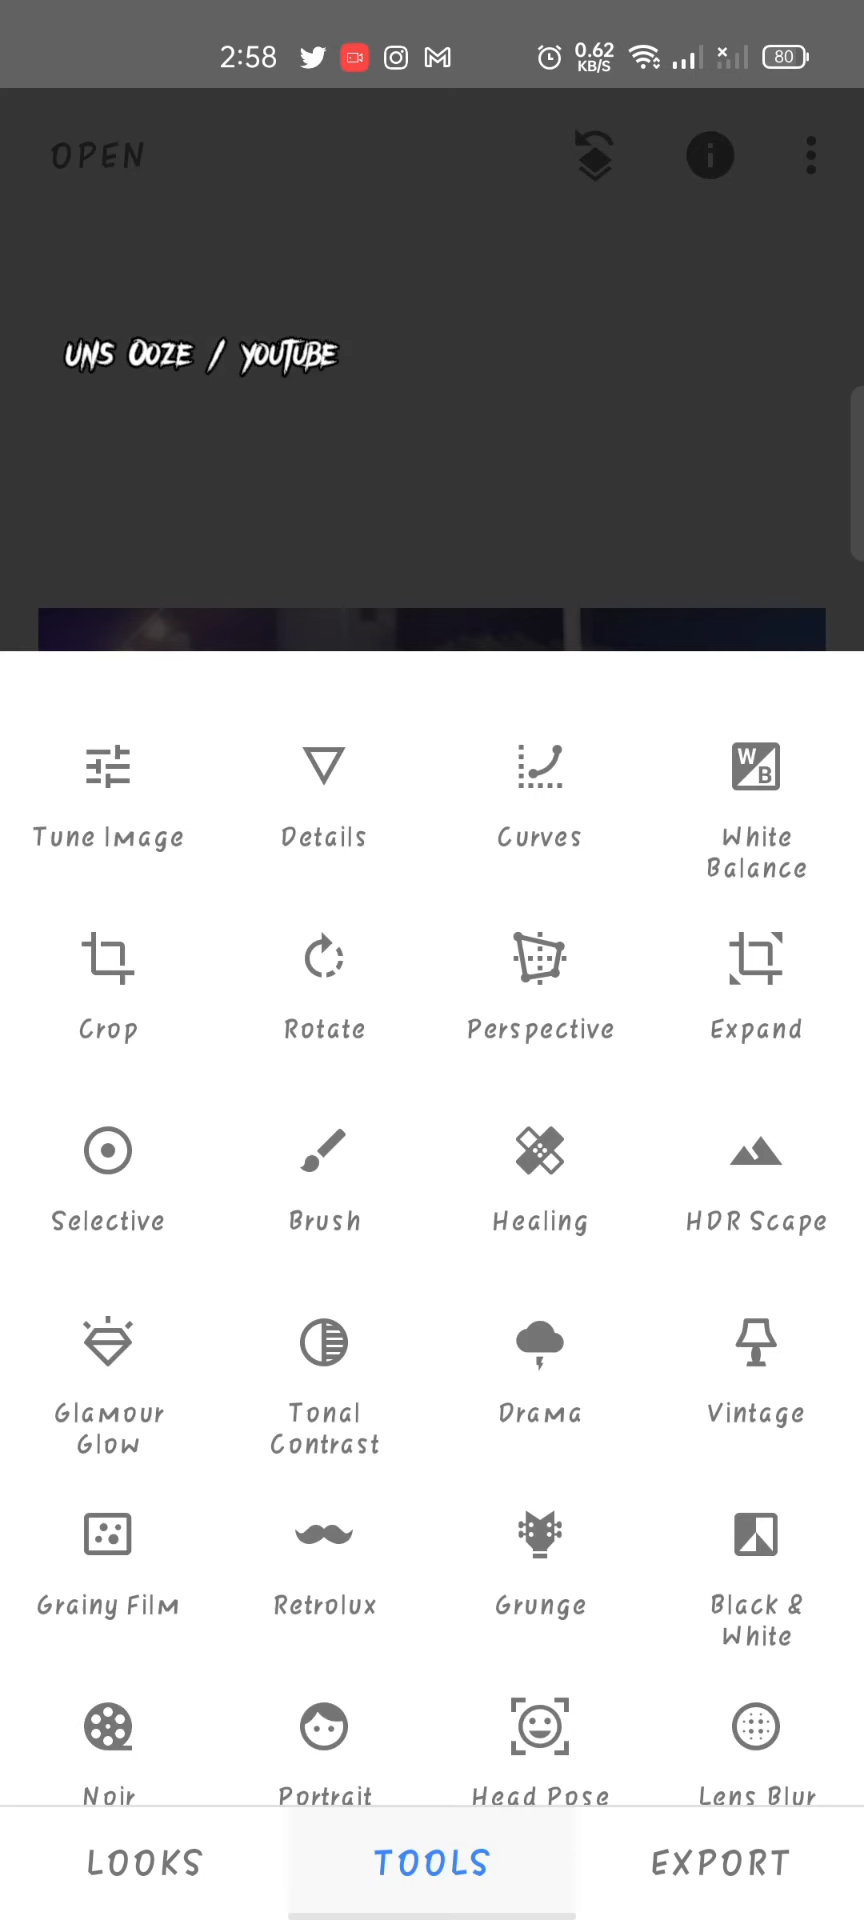 2:58 0.62 KB/S 80
OPEN
UNS OOZE / YOUTUBE
Tune Image Details Curves White Balance
Crop Rotate Perspective Expand
Selective Brush Healing HDR Scape
Glamour Glow Tonal Contrast Drama Vintage
Grainy Film Retrolux Grunge Black & White
Noir Portrait Head Pose Lens Blur
LOOKS TOOLS EXPORT